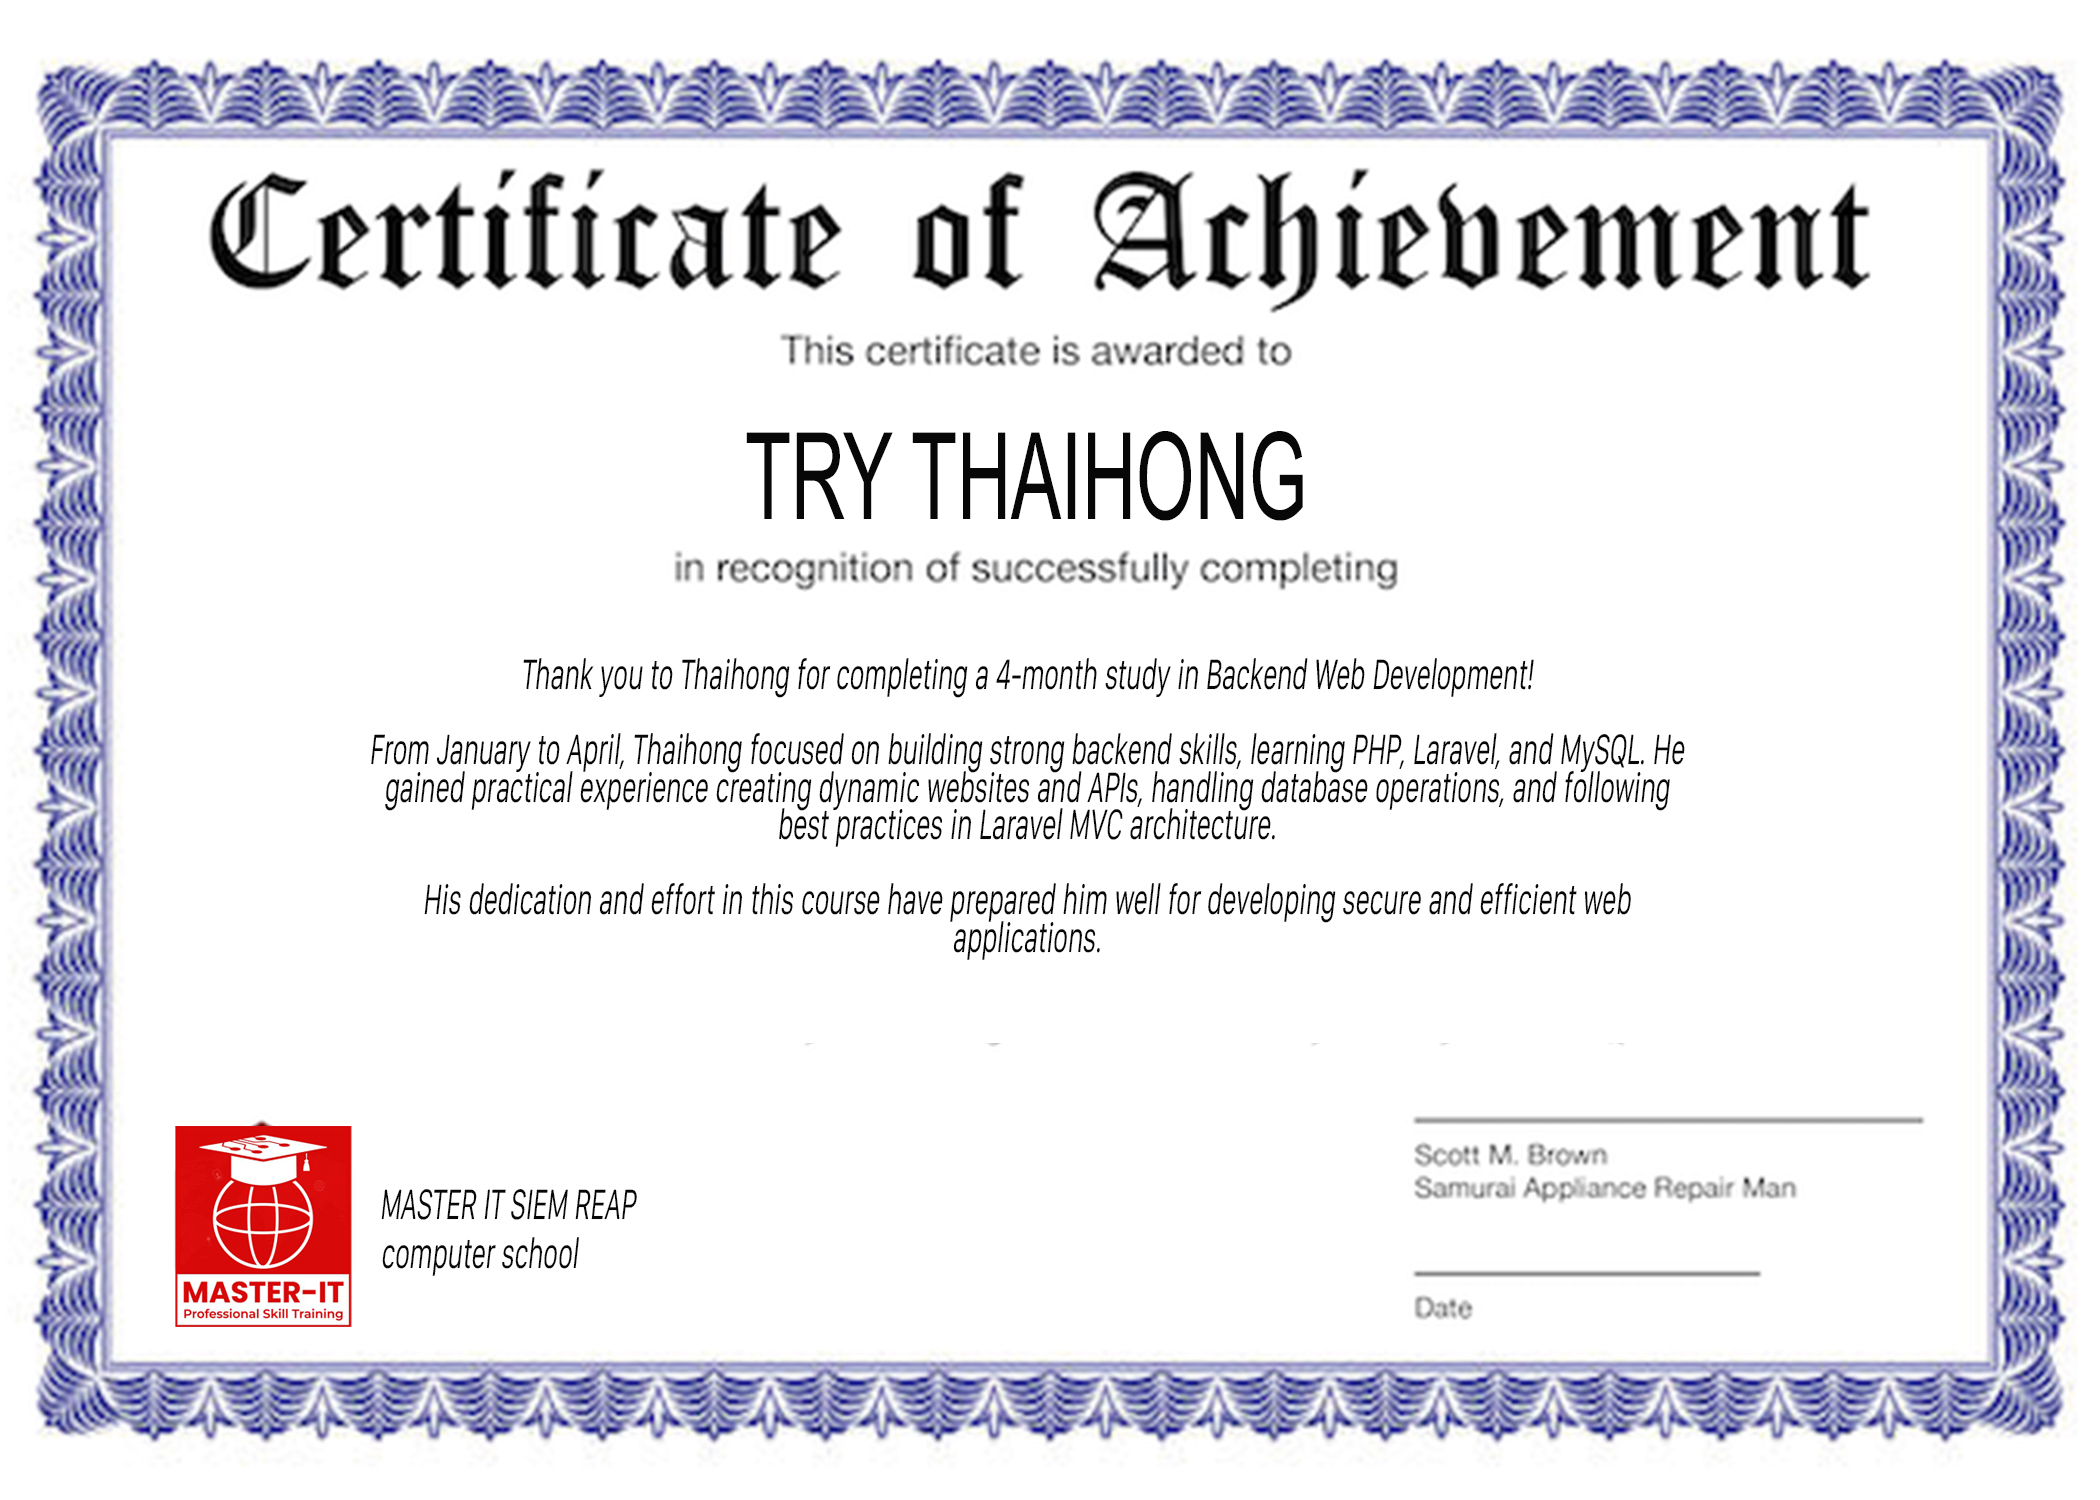 Certificate of Achievement
This certificate is awarded to
TRY THAIHONG
in recognition of successfully completing
Thank you to Thaihong for completing a 4-month study in Backend Web Development!
From January to April, Thaihong focused on building strong backend skills, learning PHP, Laravel, and MySQL. He
gained practical experience creating dynamic websites and APIs, handling database operations, and following
best practices in Laravel MVC architecture.
His dedication and effort in this course have prepared him well for developing secure and efficient web
applications.
MASTER-IT
Professional Skill Training
MASTER IT SIEM REAP
computer school
Scott M. Brown
Samurai Appliance Repair Man
Date